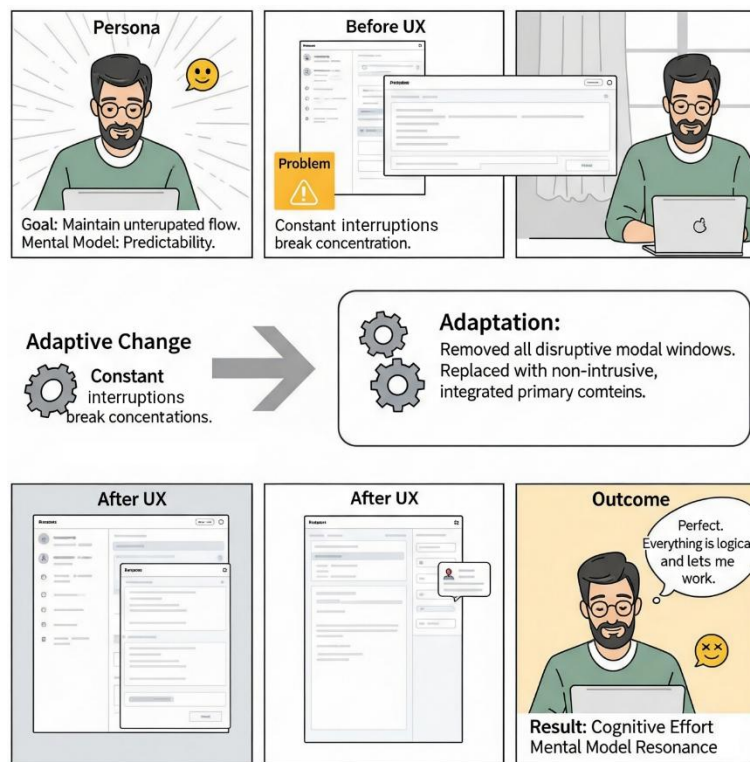 Persona
Goal: Maintain unterupated flow.
Mental Model: Predictability.
Before UX
Problem
Constant interruptions
break concentration.
Adaptive Change
Constant
interruptions
break concentations.
Adaptation:
Removed all disruptive modal windows.
Replaced with non-intrusive,
integrated primary comteins.
After UX
After UX
Outcome
Perfect.
Everything is logica
and lets me
work.
Result: Cognitive Effort
Mental Model Resonance